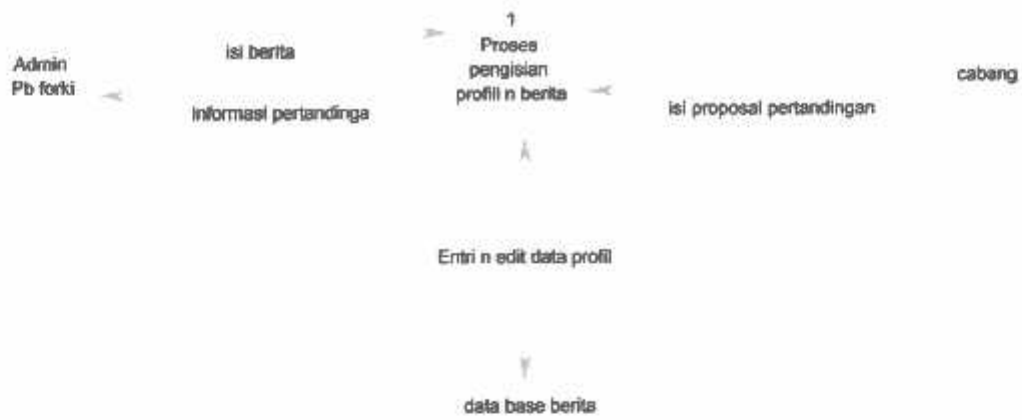 1
Proses
pengisian
profill n berita
isi berita
Admin
Pb forki
informasi pertandinga
cabang
isi proposal pertandingan
Entri n edit data profil
data base berita